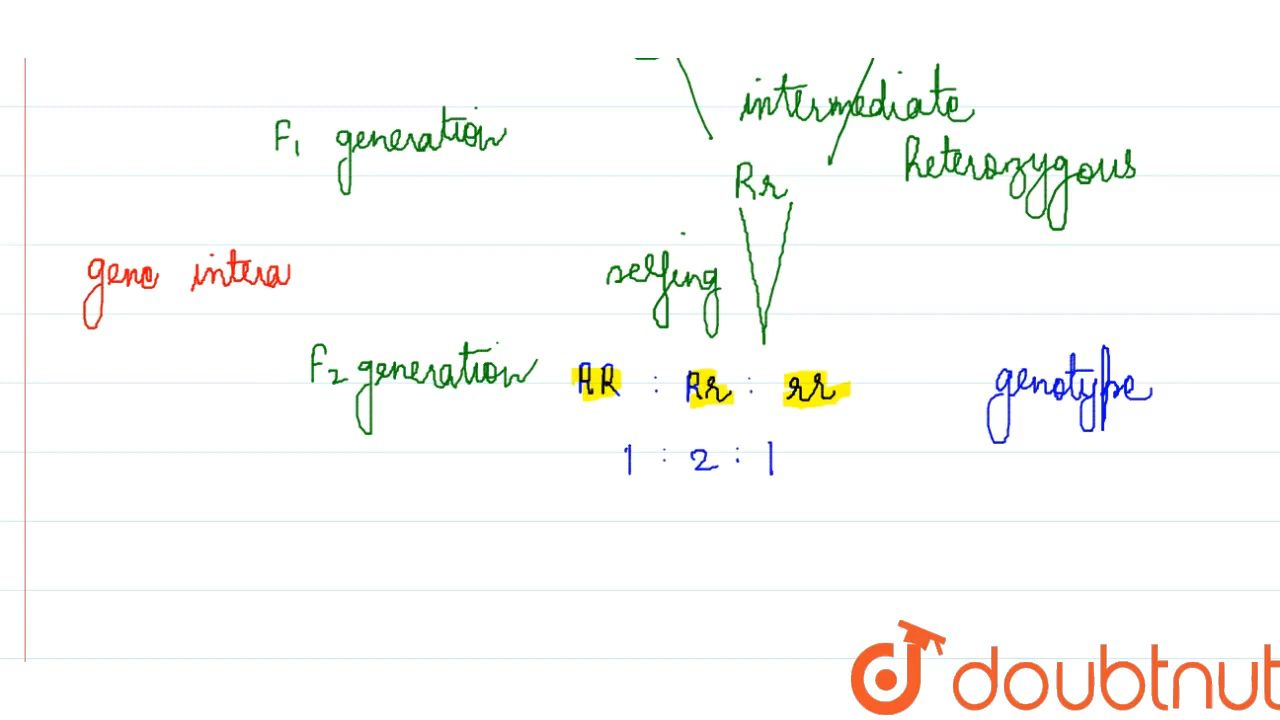 intermediate
F1 generation
heterozygous
Rr
gene intera
selfing
F2 generation RR : Rr : rr genotype
1 : 2 : 1
doubtnut